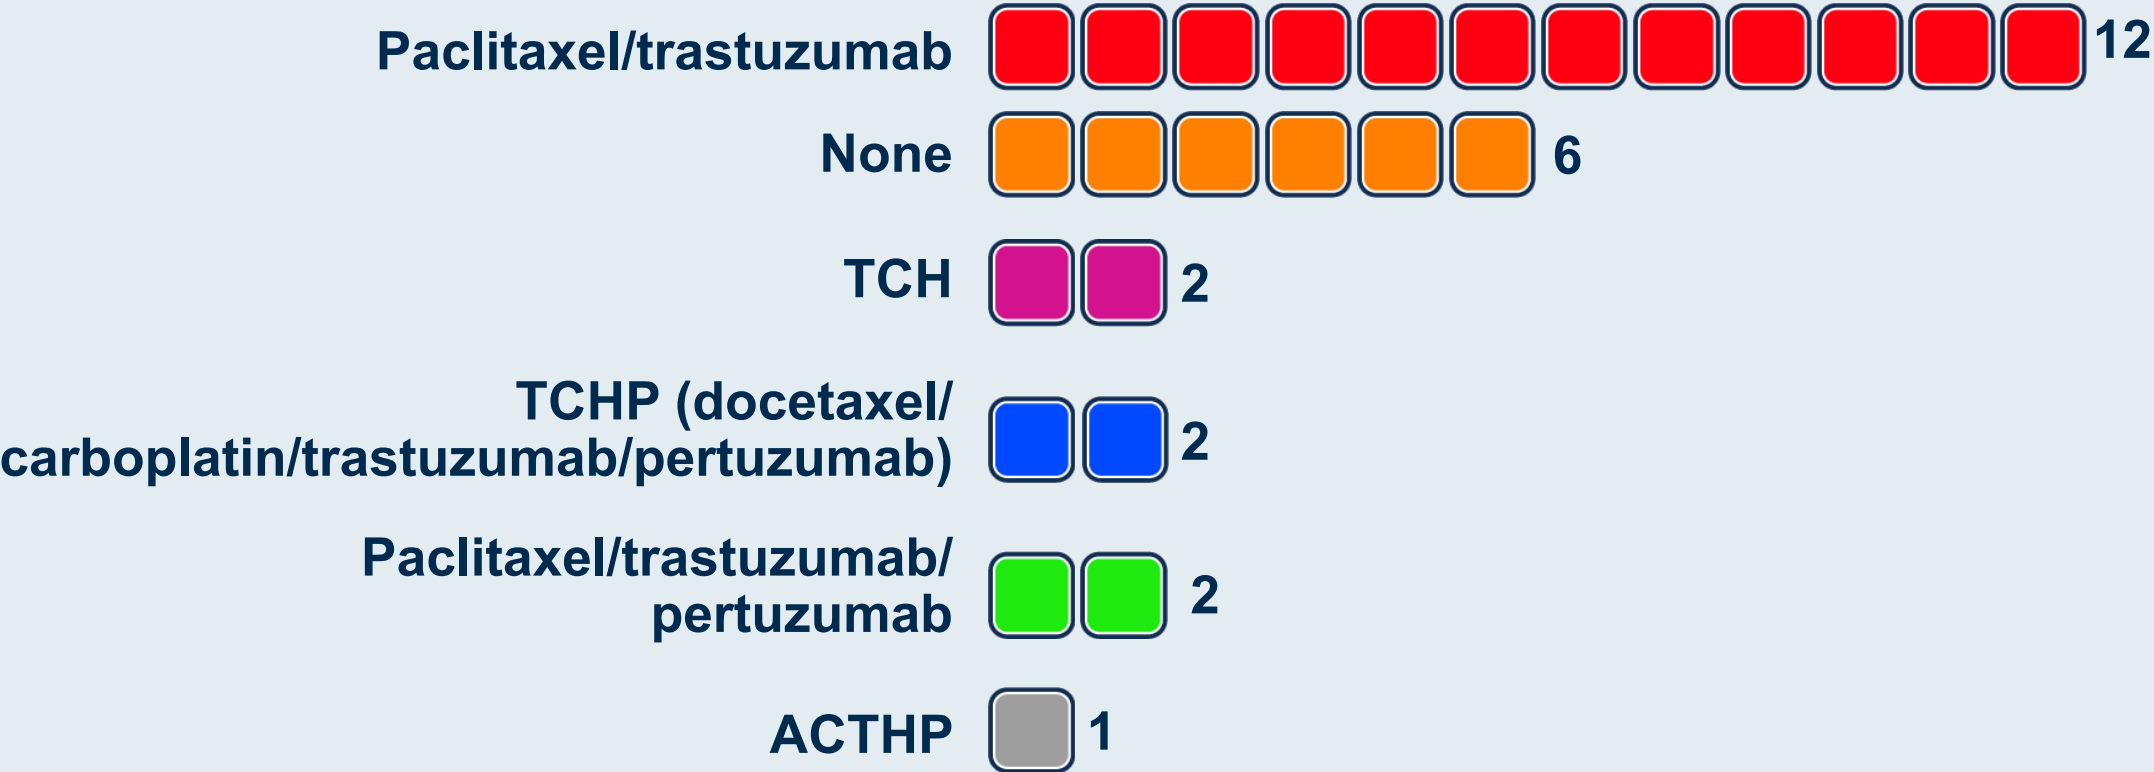 Paclitaxel/trastuzumab 12
None 6
TCH 2
TCHP (docetaxel/
carboplatin/trastuzumab/pertuzumab) 2
Paclitaxel/trastuzumab/
pertuzumab 2
ACTHP 1